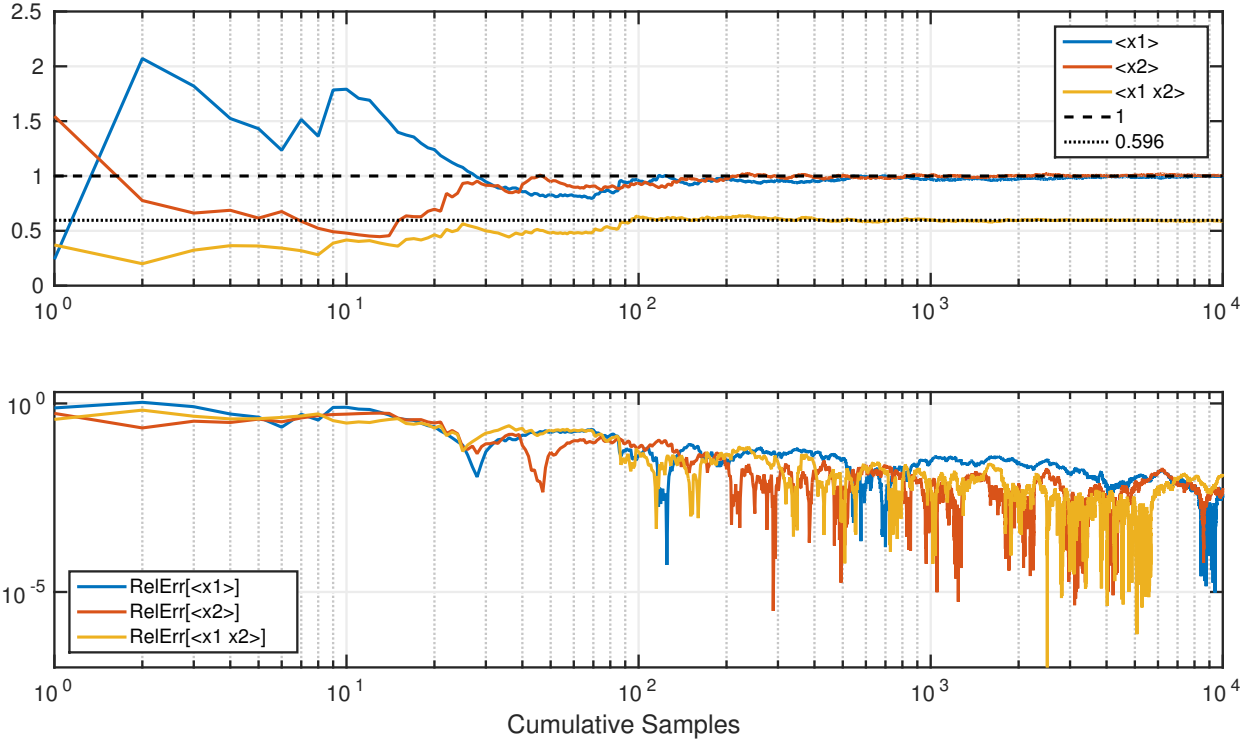 2.5
2
1.5
1
0.5
0
<x1>
<x2>
<x1 x2>
1
0.596
10^0 10^1 10^2 10^3 10^4
10^0
10^-5
RelErr[<x1>]
RelErr[<x2>]
RelErr[<x1 x2>]
10^0 10^1 10^2 10^3 10^4
Cumulative Samples